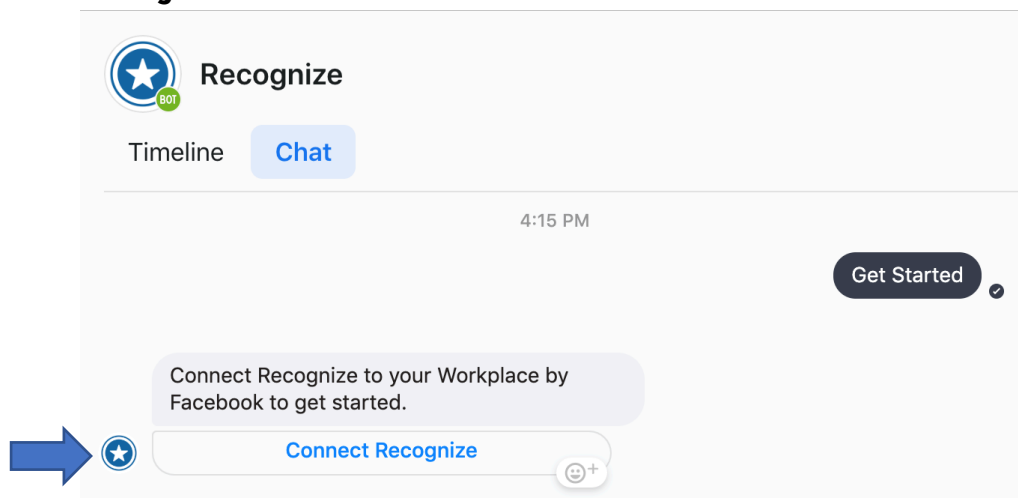 Recognize
BOT
Timeline Chat
4:15 PM
Get Started
Connect Recognize to your Workplace by
Facebook to get started.
Connect Recognize